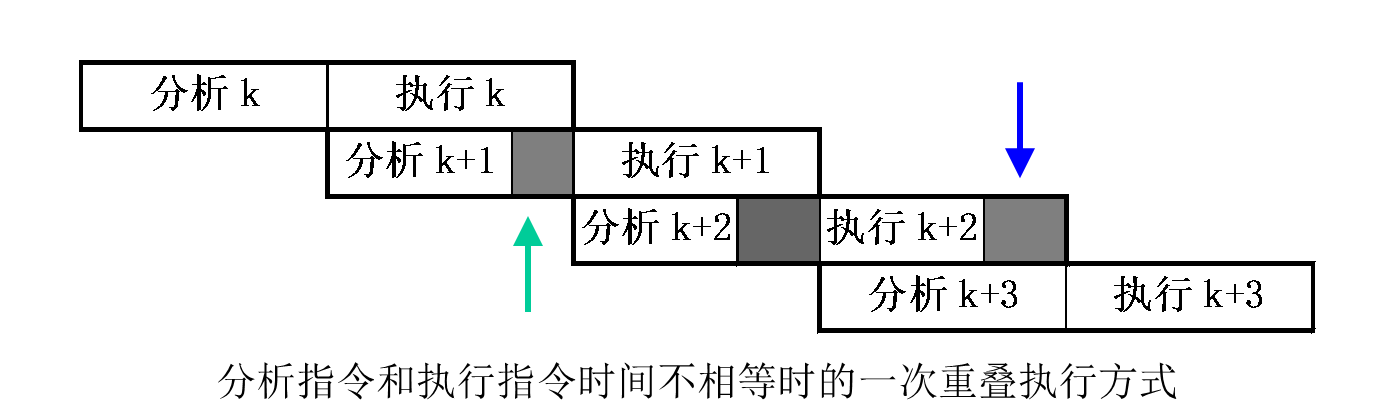 分析 k 执行 k
分析 k+1 执行 k+1
分析 k+2 执行 k+2
分析 k+3 执行 k+3
分析指令和执行指令时间不相等时的一次重叠执行方式